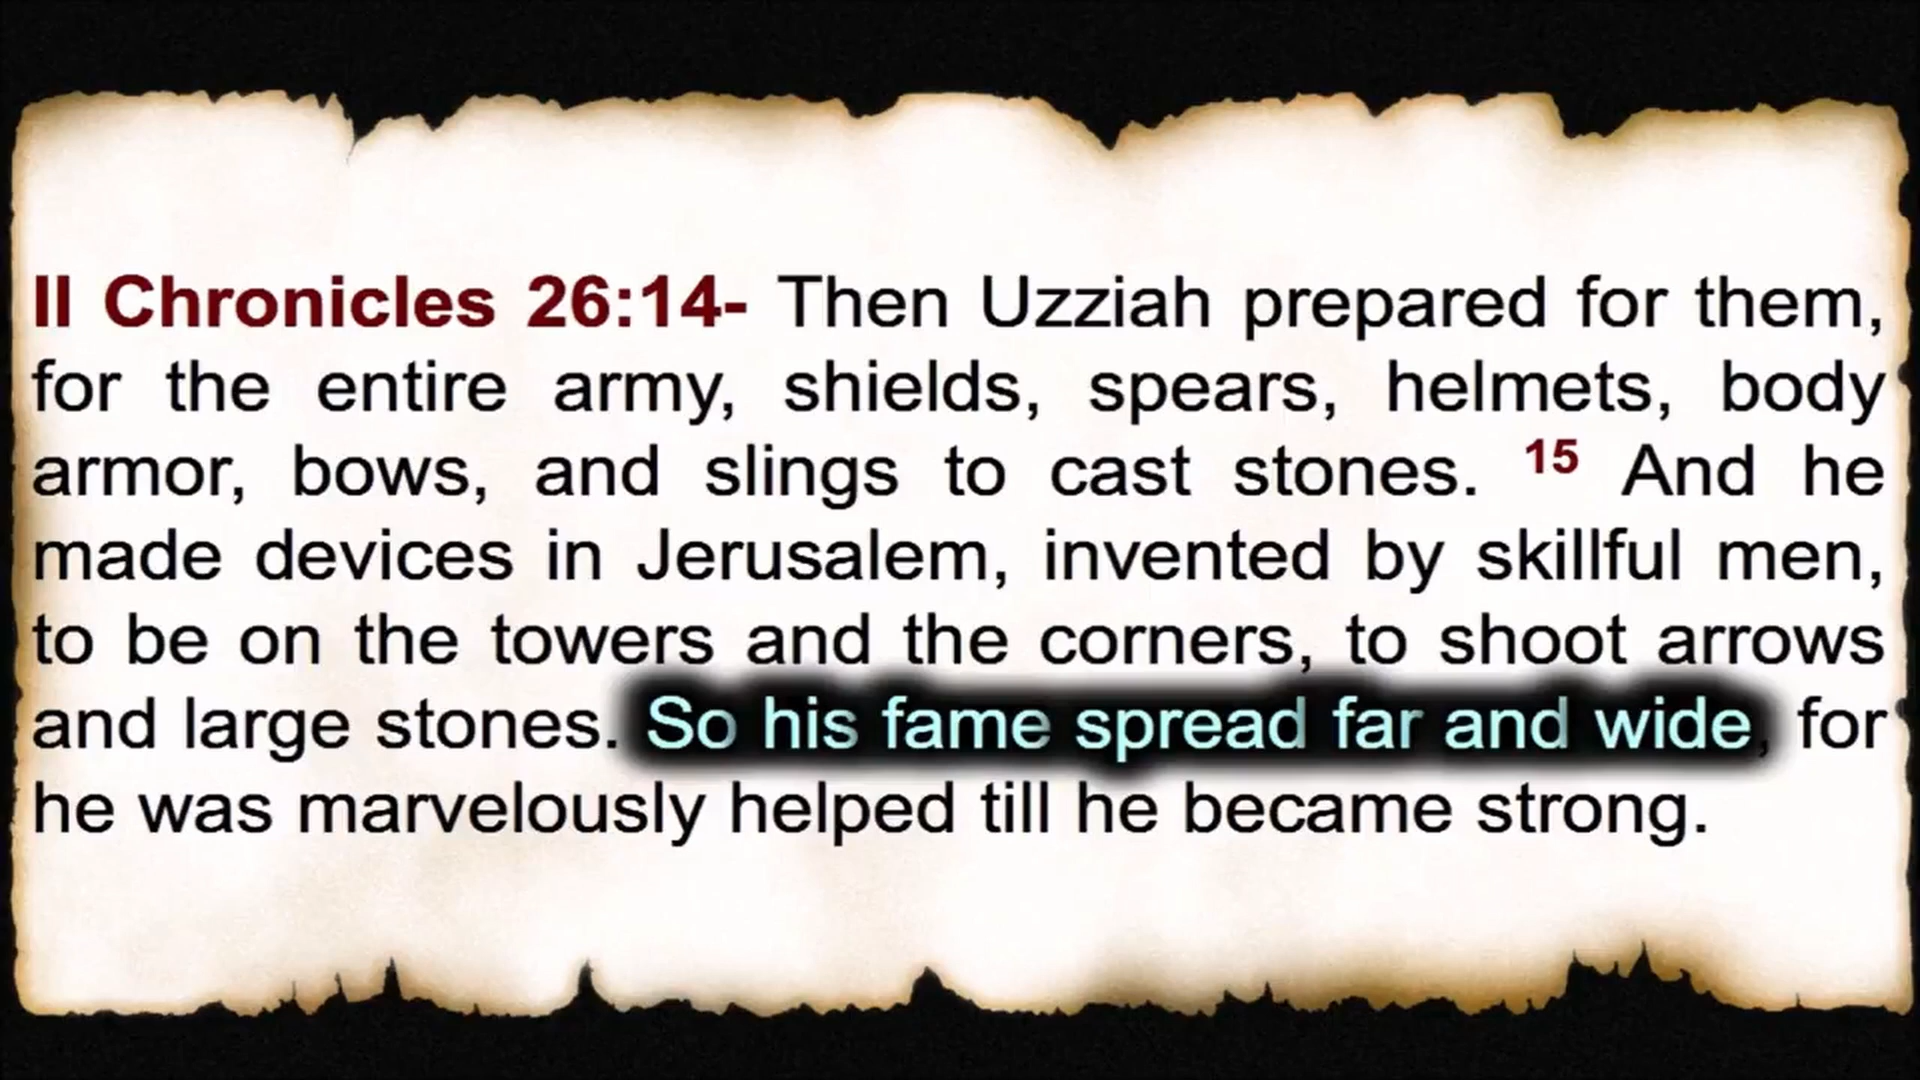 II Chronicles 26:14- Then Uzziah prepared for them,
for the entire army, shields, spears, helmets, body
armor, bows, and slings to cast stones. 15 And he
made devices in Jerusalem, invented by skillful men,
to be on the towers and the corners, to shoot arrows
and large stones. So his fame spread far and wide, for
he was marvelously helped till he became strong.